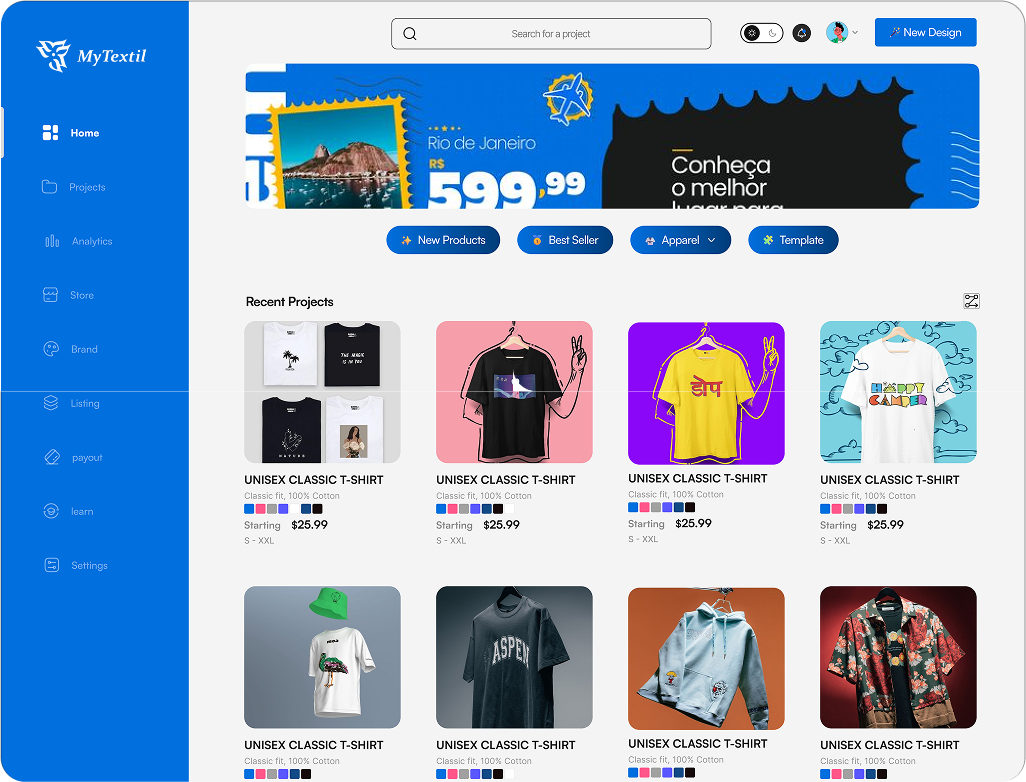 MyTextil
Search for a project
New Design
Home
Projects
Analytics
Store
Brand
Listing
payout
learn
Settings
Rio de Janeiro
R$
599,99
Conheça
o melhor
lugar para
New Products
Best Seller
Apparel
Template
Recent Projects
THE MAGIK
IS IN YOU
NATURE
डोप
HAPPY
CAMPER
UNISEX CLASSIC T-SHIRT
Classic fit, 100% Cotton
Starting $25.99
S - XXL
UNISEX CLASSIC T-SHIRT
Classic fit, 100% Cotton
Starting $25.99
S - XXL
UNISEX CLASSIC T-SHIRT
Classic fit, 100% Cotton
Starting $25.99
S - XXL
UNISEX CLASSIC T-SHIRT
Classic fit, 100% Cotton
Starting $25.99
S - XXL
ASPEN
UNISEX CLASSIC T-SHIRT
Classic fit, 100% Cotton
UNISEX CLASSIC T-SHIRT
Classic fit, 100% Cotton
UNISEX CLASSIC T-SHIRT
Classic fit, 100% Cotton
UNISEX CLASSIC T-SHIRT
Classic fit, 100% Cotton